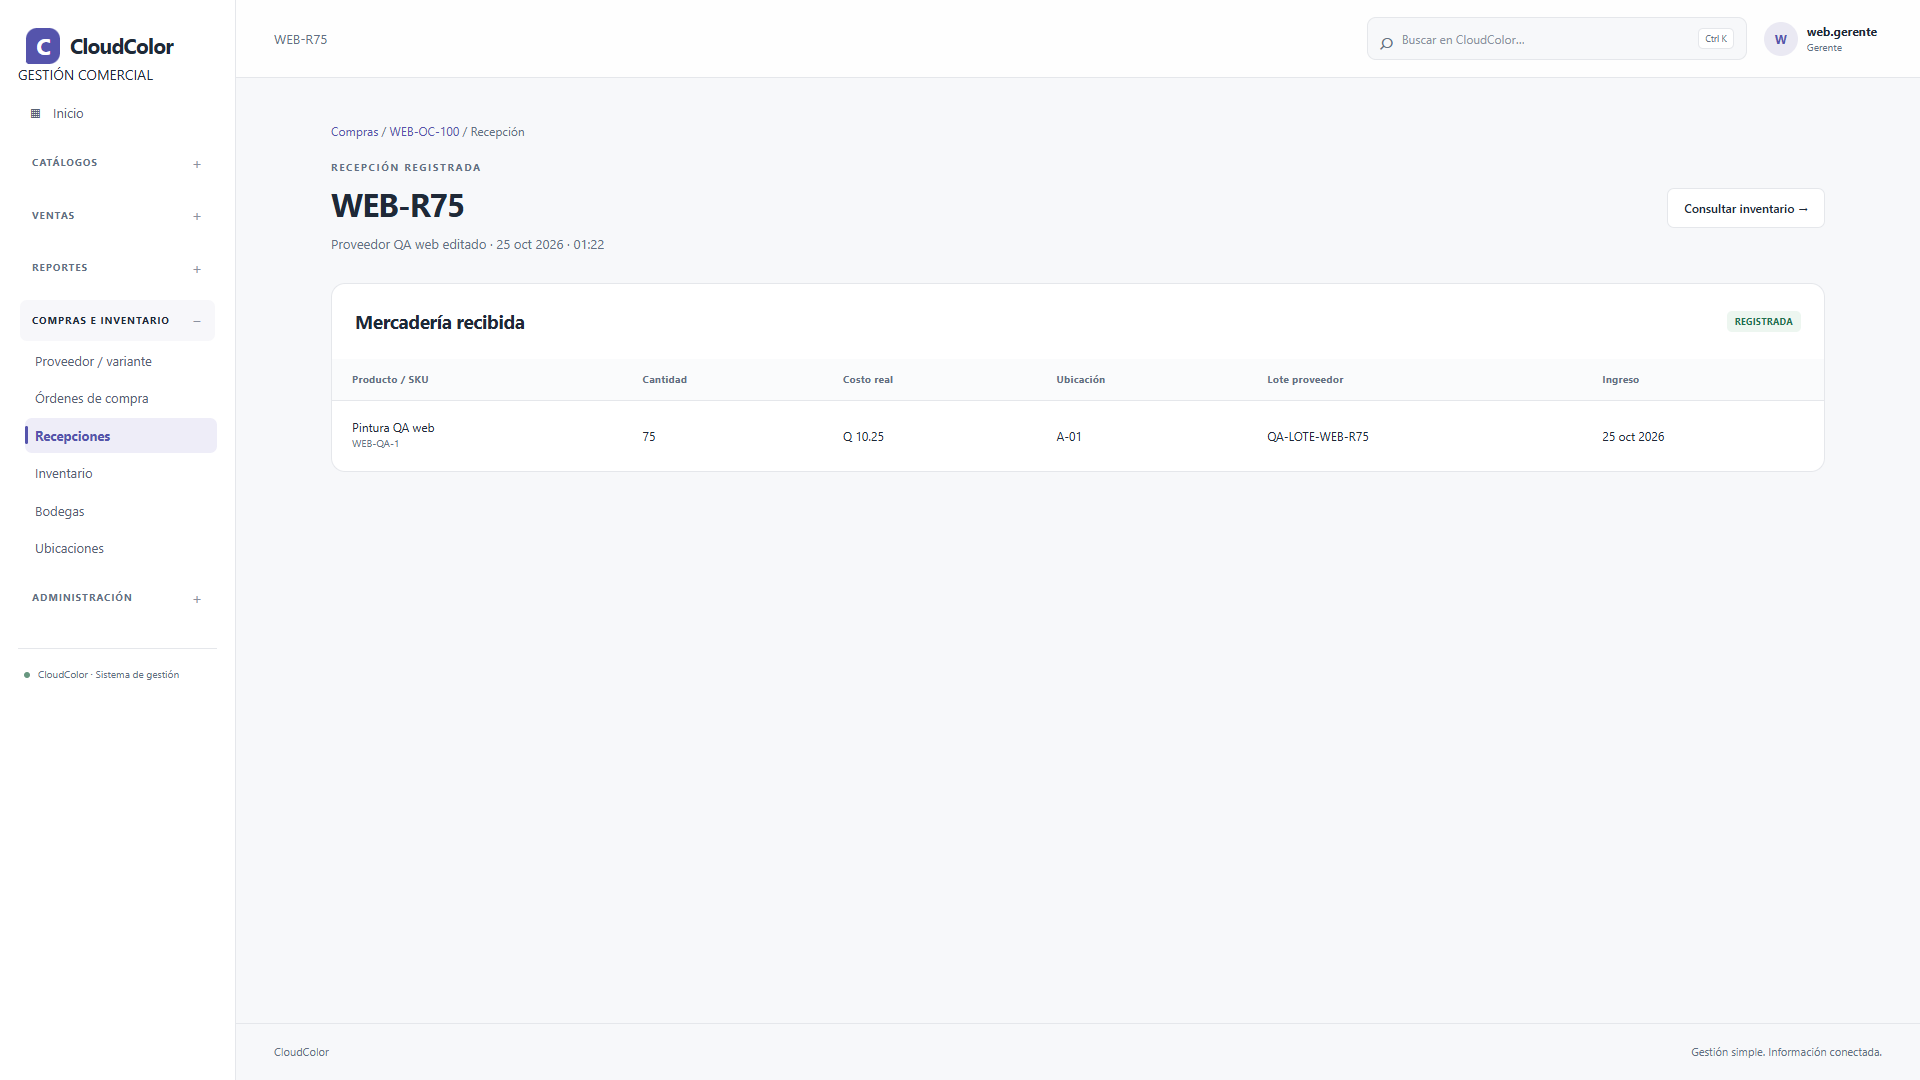 C CloudColor
GESTIÓN COMERCIAL
Inicio
CATÁLOGOS +
VENTAS +
REPORTES +
COMPRAS E INVENTARIO −
Proveedor / variante
Órdenes de compra
Recepciones
Inventario
Bodegas
Ubicaciones
ADMINISTRACIÓN +
CloudColor · Sistema de gestión
WEB-R75
Buscar en CloudColor...
Ctrl K
W
web.gerente
Gerente
Compras / WEB-OC-100 / Recepción
RECEPCIÓN REGISTRADA
WEB-R75
Proveedor QA web editado · 25 oct 2026 · 01:22
Consultar inventario →
Mercadería recibida
REGISTRADA
Producto / SKU Cantidad Costo real Ubicación Lote proveedor Ingreso
Pintura QA web
WEB-QA-1
75 Q 10.25 A-01 QA-LOTE-WEB-R75 25 oct 2026
CloudColor
Gestión simple. Información conectada.